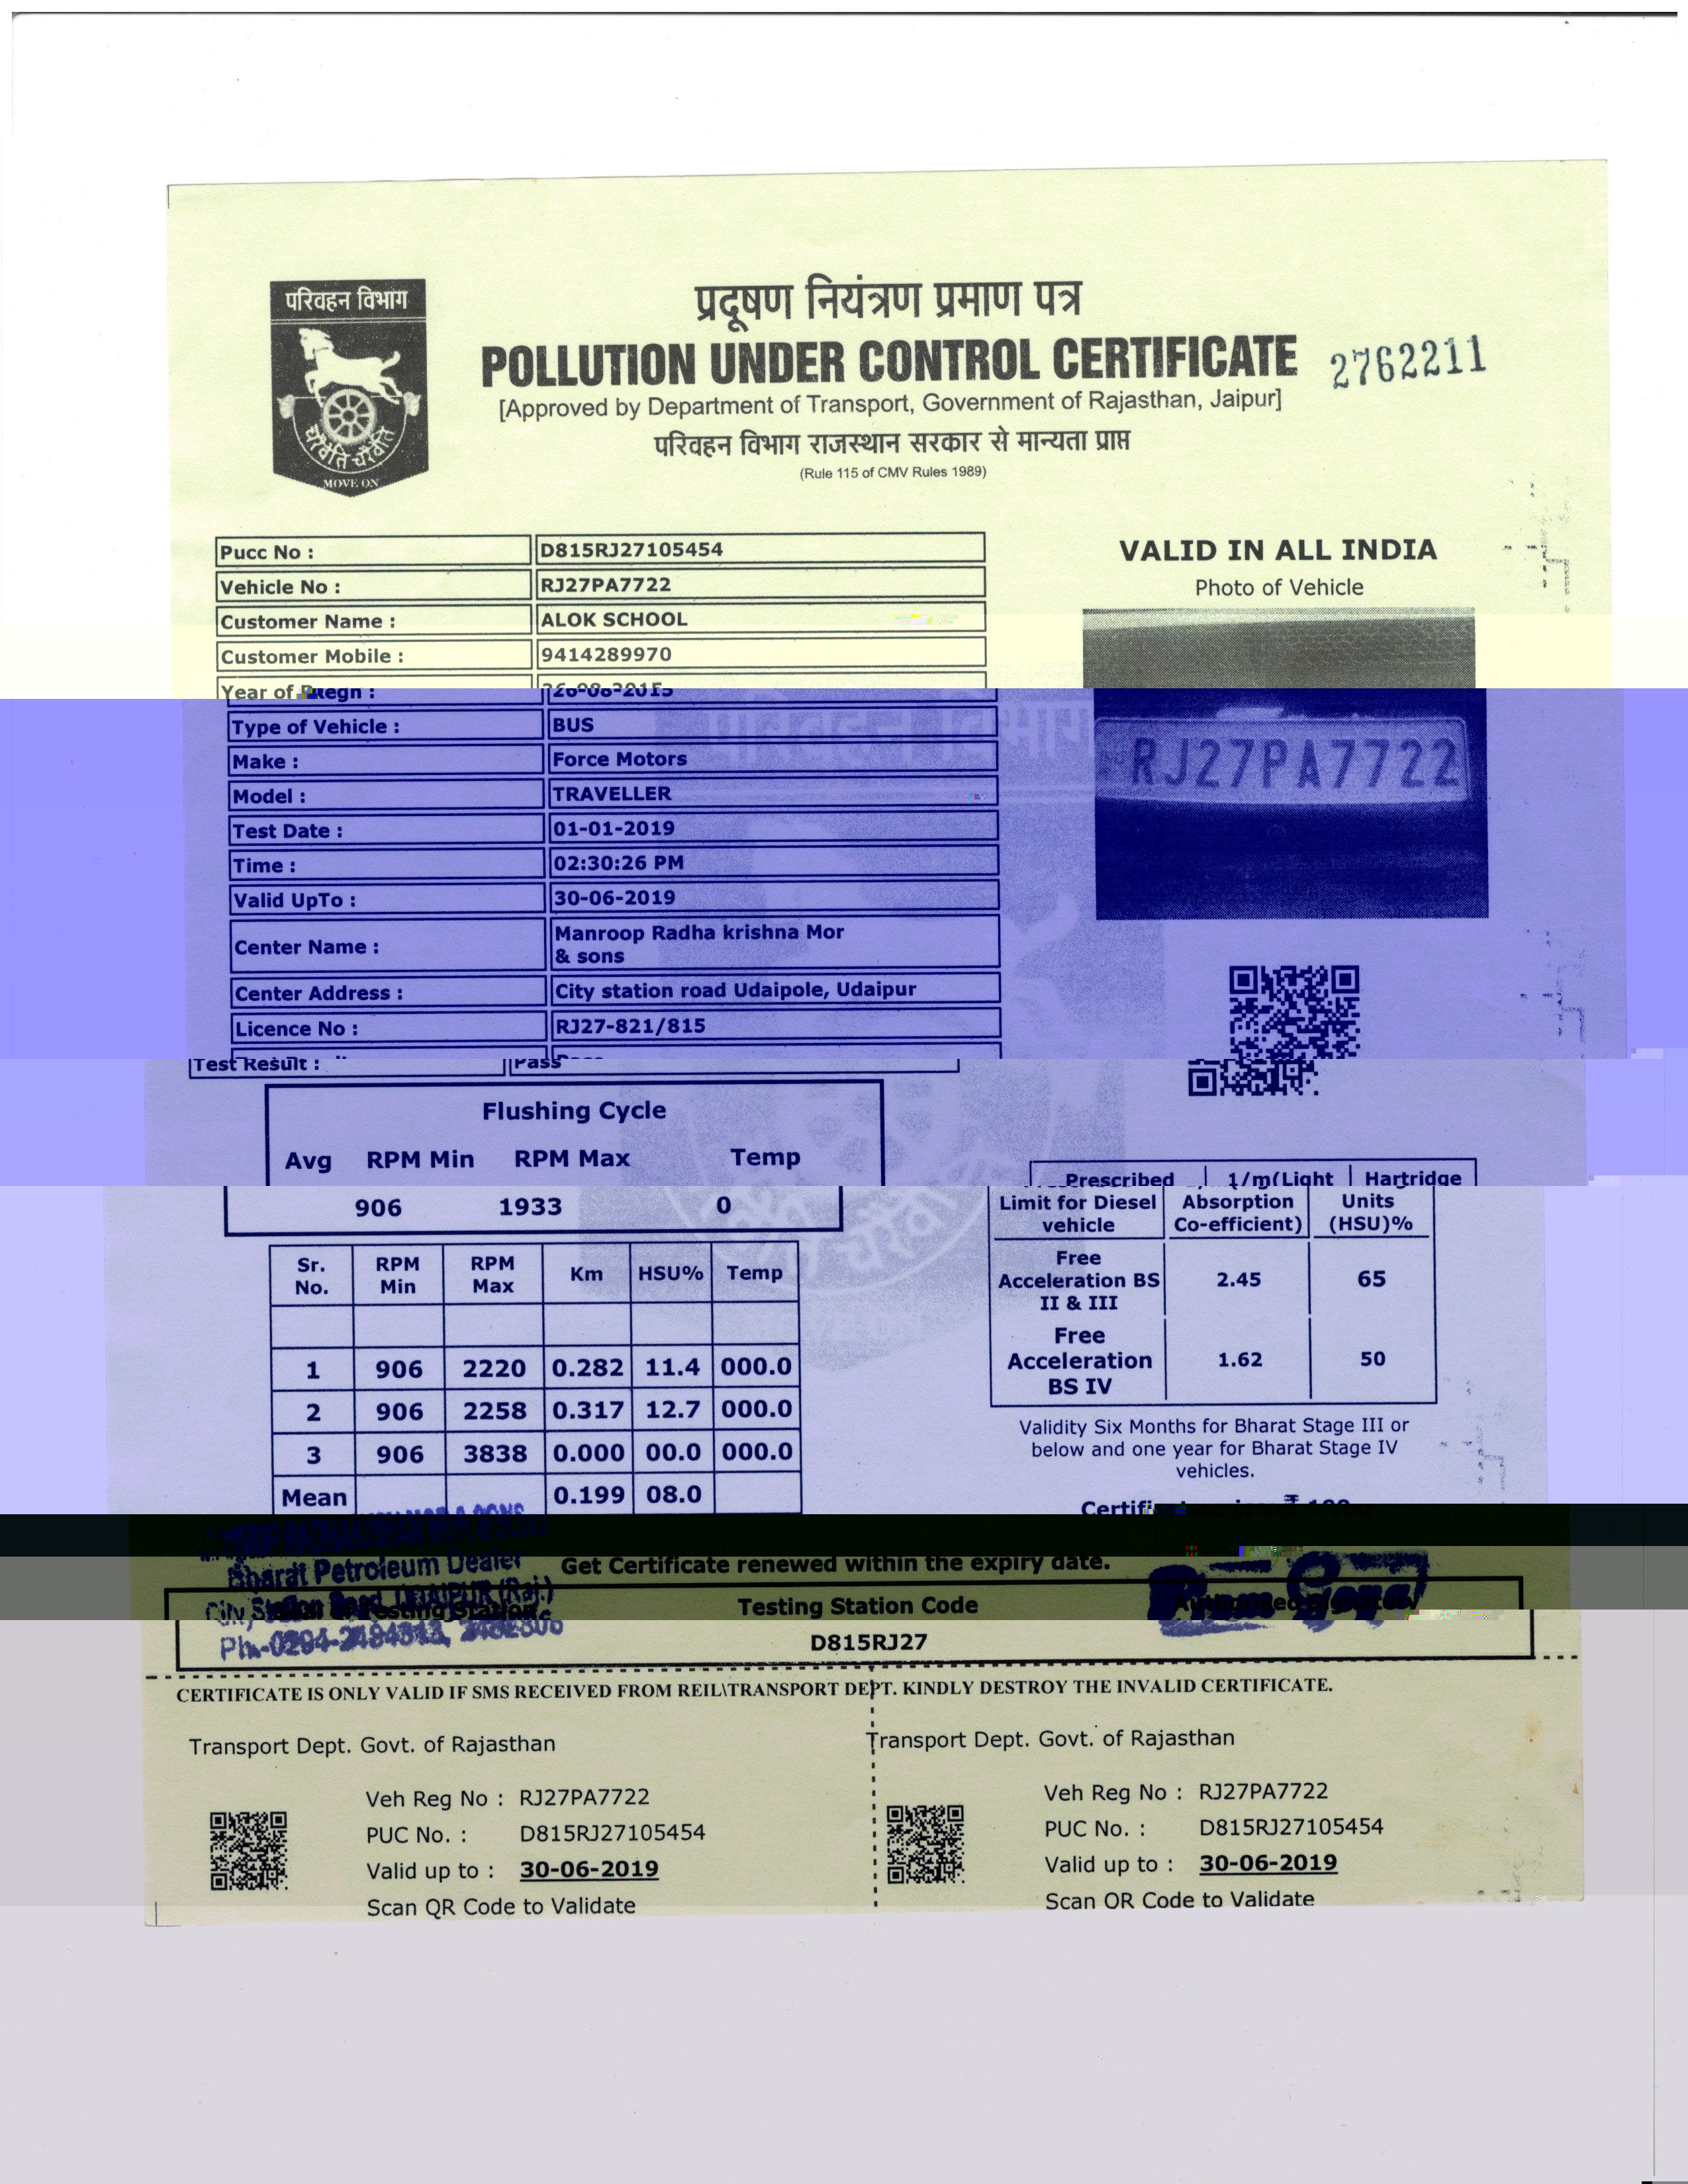 परिवहन विभाग
चरैवेति चरैवेति
MOVE ON
प्रदूषण नियंत्रण प्रमाण पत्र
POLLUTION UNDER CONTROL CERTIFICATE
2762211
[Approved by Department of Transport, Government of Rajasthan, Jaipur]
परिवहन विभाग राजस्थान सरकार से मान्यता प्राप्त
(Rule 115 of CMV Rules 1989)
Pucc No : D815RJ27105454
Vehicle No : RJ27PA7722
Customer Name : ALOK SCHOOL
Customer Mobile : 9414289970
Year of Regn : 26-08-2015
Type of Vehicle : BUS
Make : Force Motors
Model : TRAVELLER
Test Date : 01-01-2019
Time : 02:30:26 PM
Valid UpTo : 30-06-2019
Center Name : Manroop Radha krishna Mor
& sons
Center Address : City station road Udaipole, Udaipur
Licence No : RJ27-821/815
Test Result : Pass
VALID IN ALL INDIA
Photo of Vehicle
RJ27PA7722
Flushing Cycle
Avg RPM Min RPM Max Temp
906 1933 0
Sr. No. RPM Min RPM Max Km HSU% Temp
1 906 2220 0.282 11.4 000.0
2 906 2258 0.317 12.7 000.0
3 906 3838 0.000 00.0 000.0
Mean 0.199 08.0
Prescribed Limit for Diesel vehicle 1/m(Light Absorption Co-efficient) Hartridge Units (HSU)%
Free Acceleration BS II & III 2.45 65
Free Acceleration BS IV 1.62 50
Validity Six Months for Bharat Stage III or
below and one year for Bharat Stage IV
vehicles.
Bharat Petroleum Dealer
City Station Road, UDAIPUR (Raj.)
Get Certificate renewed within the expiry date.
Testing Station Code
D815RJ27
Authorized Signatory
CERTIFICATE IS ONLY VALID IF SMS RECEIVED FROM REIL\TRANSPORT DEPT. KINDLY DESTROY THE INVALID CERTIFICATE.
Transport Dept. Govt. of Rajasthan
Veh Reg No : RJ27PA7722
PUC No. : D815RJ27105454
Valid up to : 30-06-2019
Scan QR Code to Validate
Transport Dept. Govt. of Rajasthan
Veh Reg No : RJ27PA7722
PUC No. : D815RJ27105454
Valid up to : 30-06-2019
Scan QR Code to Validate